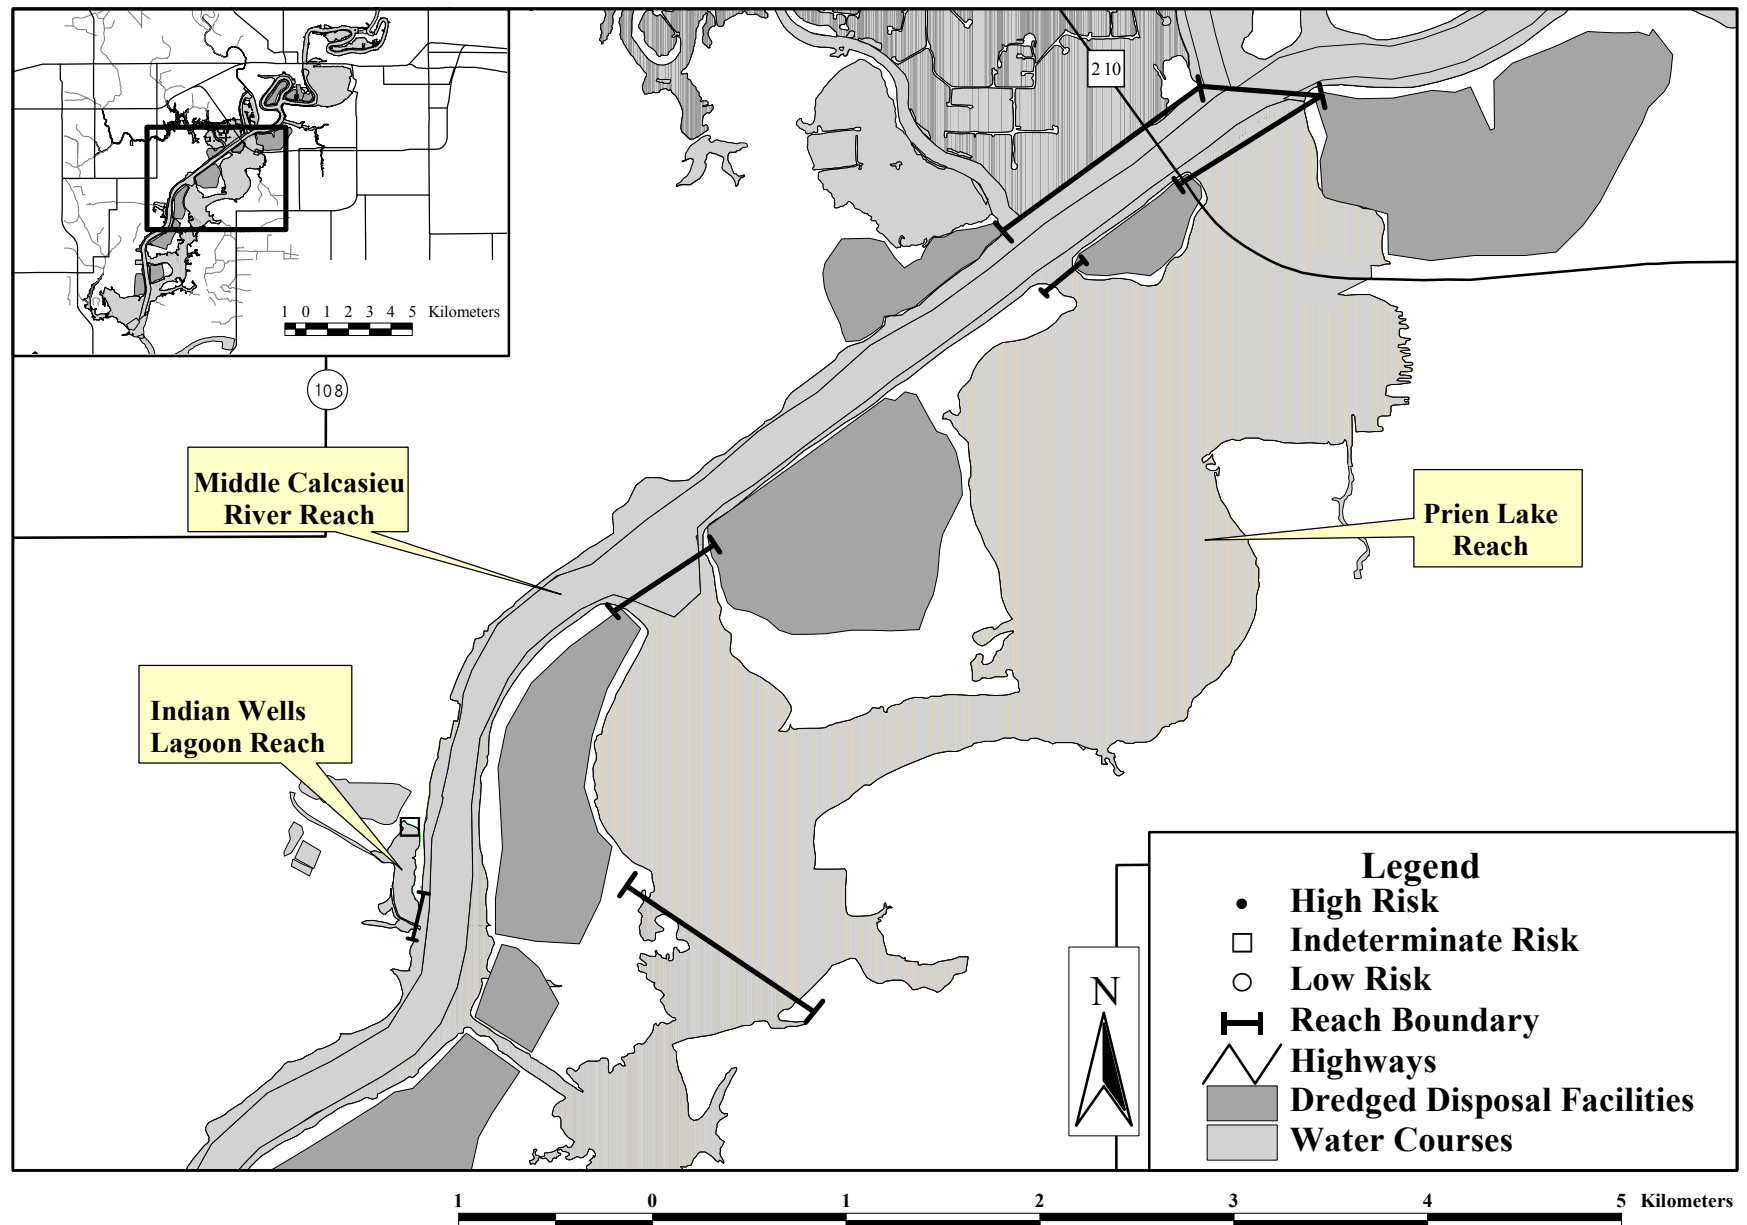 1 0 1 2 3 4 5 Kilometers
210
108
Middle Calcasieu
River Reach
Prien Lake
Reach
Indian Wells
Lagoon Reach
Legend
High Risk
Indeterminate Risk
Low Risk
Reach Boundary
Highways
Dredged Disposal Facilities
Water Courses
N
1 0 1 2 3 4 5 Kilometers